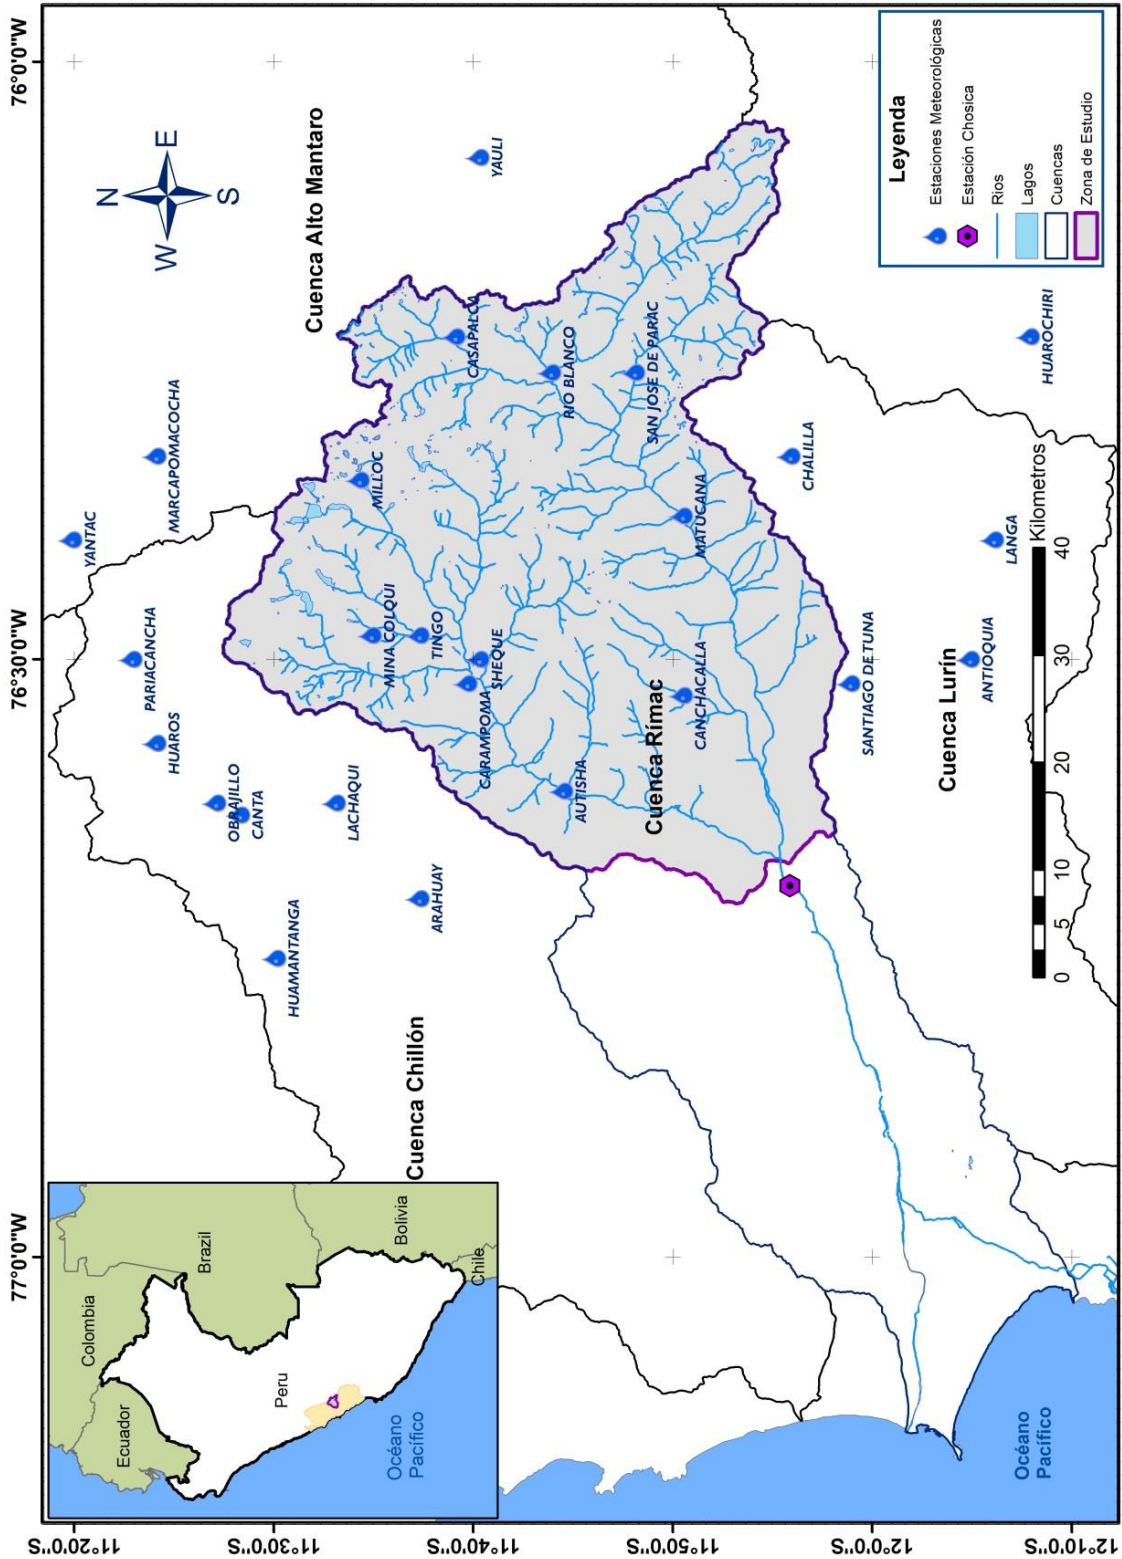 77°0'0"W
76°30'0"W
76°0'0"W
11°20'0"S
11°30'0"S
11°40'0"S
11°50'0"S
12°0'0"S
12°10'0"S
Colombia
Ecuador
Brazil
Peru
Bolivia
Chile
Océano
Pacífico
N
W
E
S
YANTAC
PARIACANCHA
MARCAPOMACOCHA
HUAROS
OBRAJILLO
CANTA
HUAMANTANGA
LACHAQUI
MILLOC
Cuenca Alto Mantaro
MINA COLQUI
TINGO
ARAHUAY
Cuenca Chillón
CASAPALCA
YAULI
CARAMPOMA
SHEQUE
RIO BLANCO
AUTISHA
SAN JOSE DE PARAC
Cuenca Rímac
CANCHACALLA
MATUCANA
CHALILLA
SANTIAGO DE TUNA
Cuenca Lurín
ANTIOQUIA
LANGA
HUAROCHIRI
Océano
Pacífico
0
5
10
20
30
40
Kilometros
Leyenda
Estaciones Meteorológicas
Estación Chosica
Rios
Lagos
Cuencas
Zona de Estudio